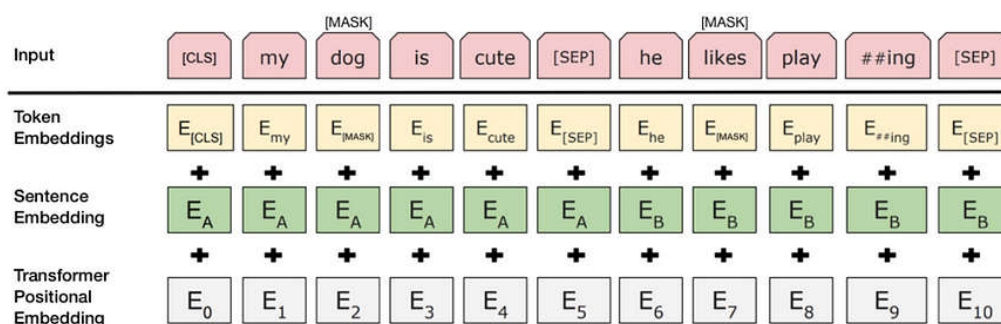 [MASK] [MASK]
Input [CLS] my dog is cute [SEP] he likes play ##ing [SEP]
Token
Embeddings
E[CLS] Emy E[MASK] Eis Ecute E[SEP] Ehe E[MASK] Eplay E##ing E[SEP]
+ + + + + + + + + + +
Sentence
Embedding
EA EA EA EA EA EA EB EB EB EB EB
+ + + + + + + + + + +
Transformer
Positional
Embedding
E0 E1 E2 E3 E4 E5 E6 E7 E8 E9 E10